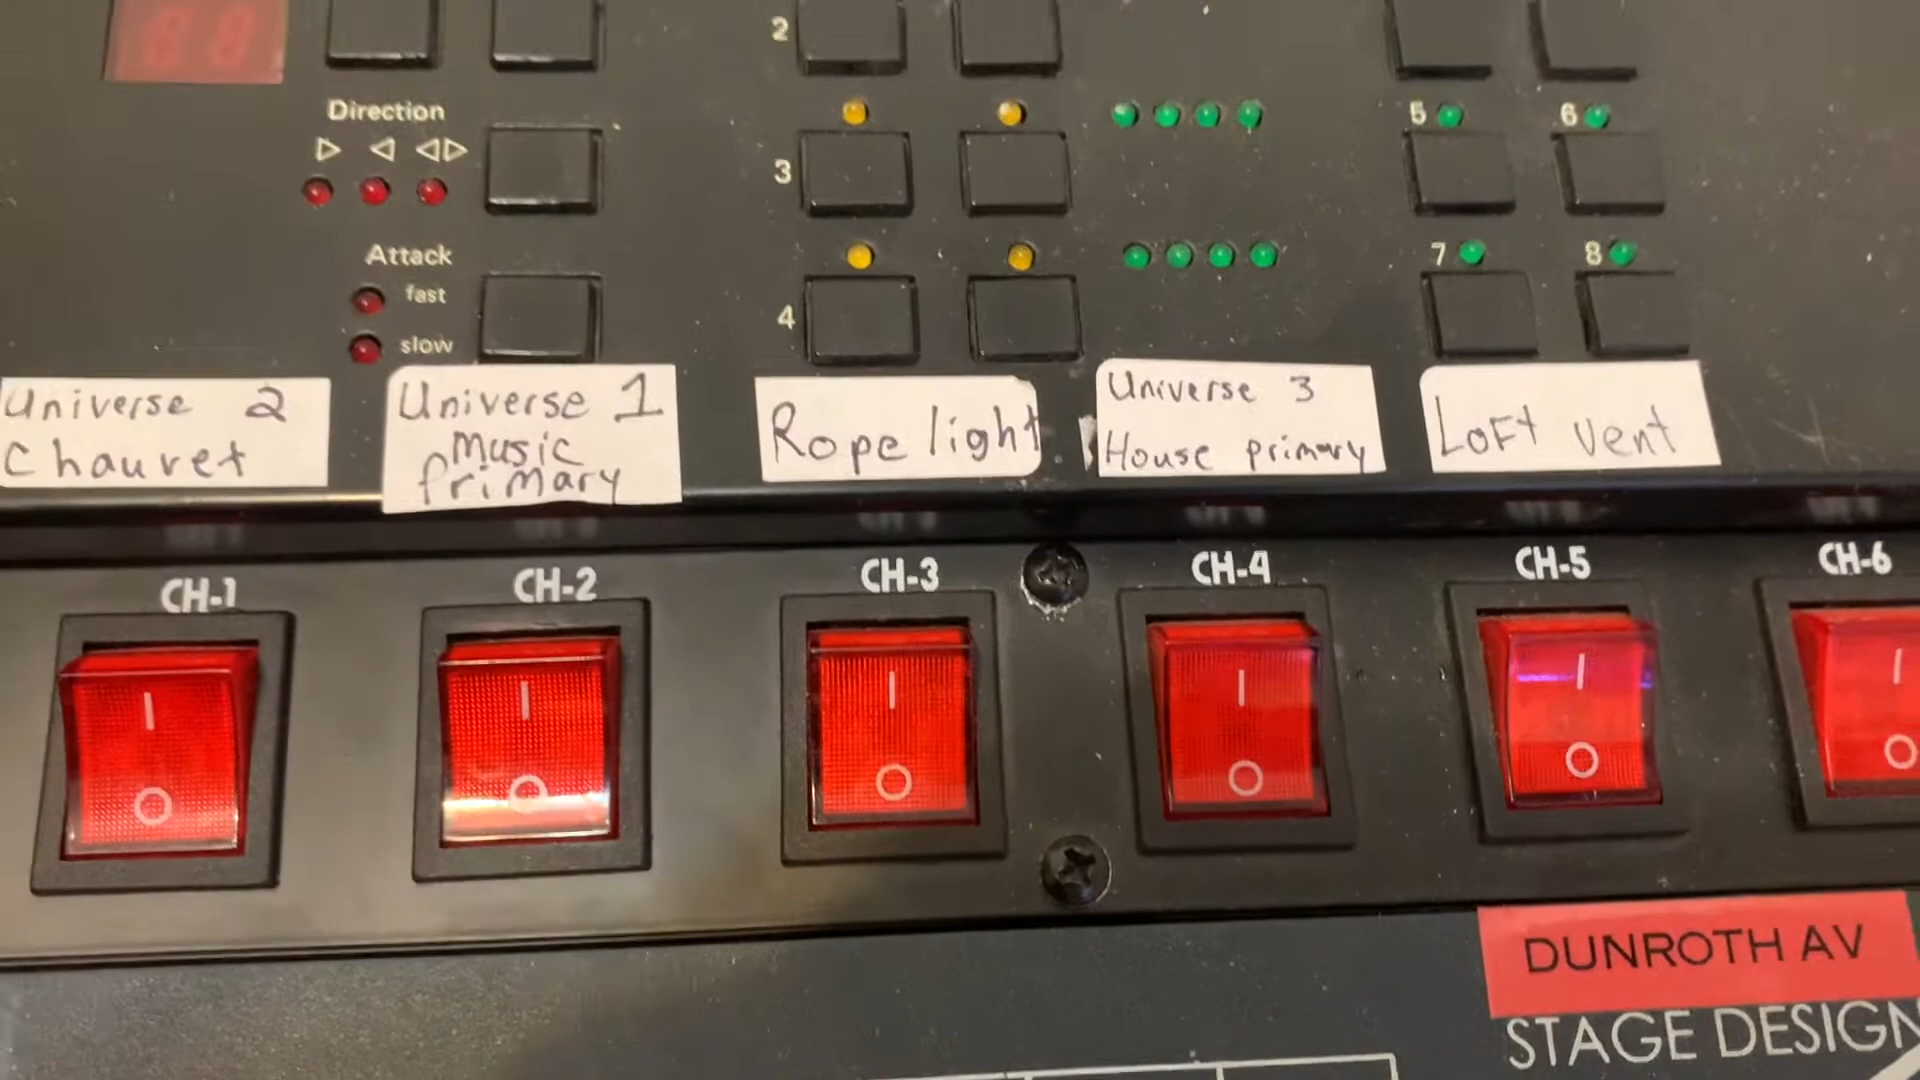 88
2
Direction
3
5
6
Attack
fast
slow
4
7
8
Universe 2
Chauvet
Universe 1
Music
Primary
Rope light
Universe 3
House primary
Loft vent
CH-1
CH-2
CH-3
CH-4
CH-5
CH-6
DUNROTH AV
STAGE DESIGN